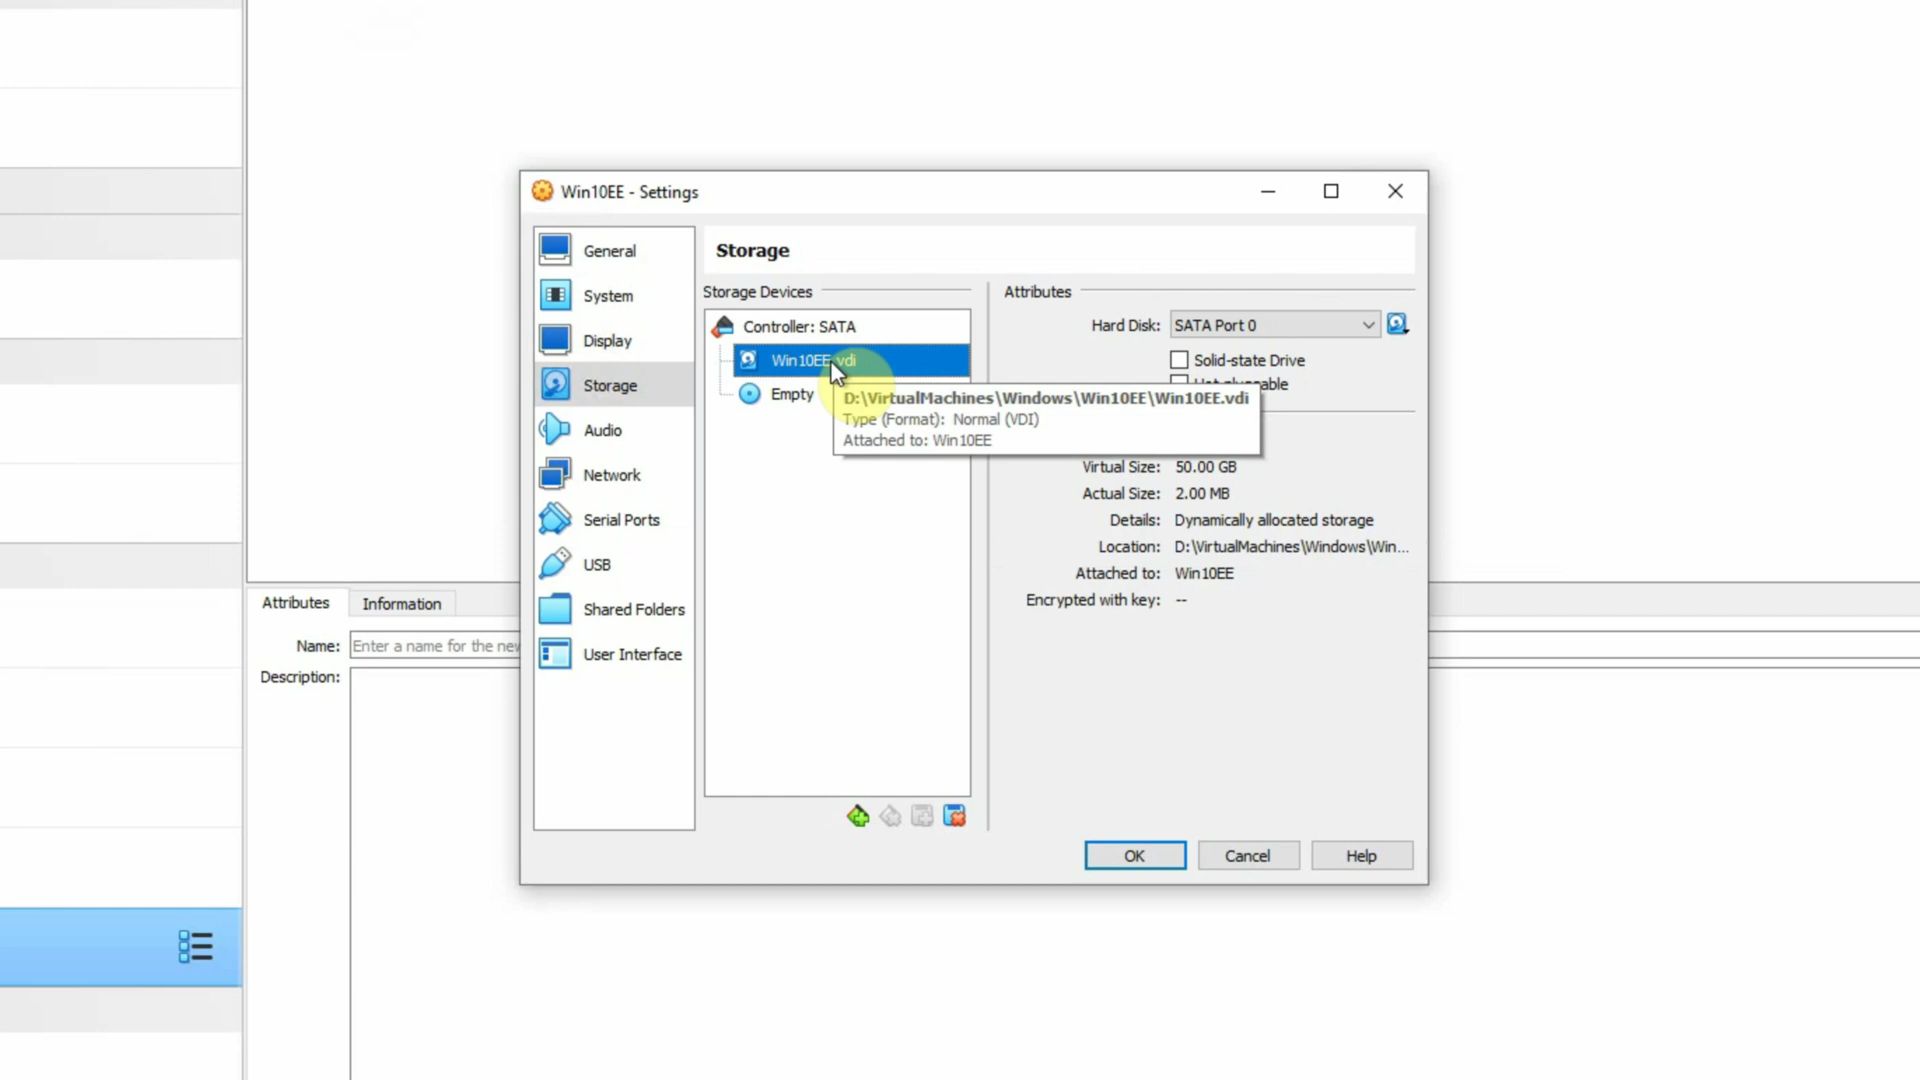 Win10EE - Settings
General
System
Display
Storage
Audio
Network
Serial Ports
USB
Shared Folders
User Interface
Storage
Storage Devices
Controller: SATA
Win10EE.vdi
Empty
Attributes
Hard Disk: SATA Port 0
Solid-state Drive
D:\VirtualMachines\Windows\Win10EE\Win10EE.vdi
Type (Format): Normal (VDI)
Attached to: Win10EE
Virtual Size: 50.00 GB
Actual Size: 2.00 MB
Details: Dynamically allocated storage
Location: D:\VirtualMachines\Windows\Win...
Attached to: Win10EE
Encrypted with key: --
OK
Cancel
Help
Attributes
Information
Name: Enter a name for the new
Description: